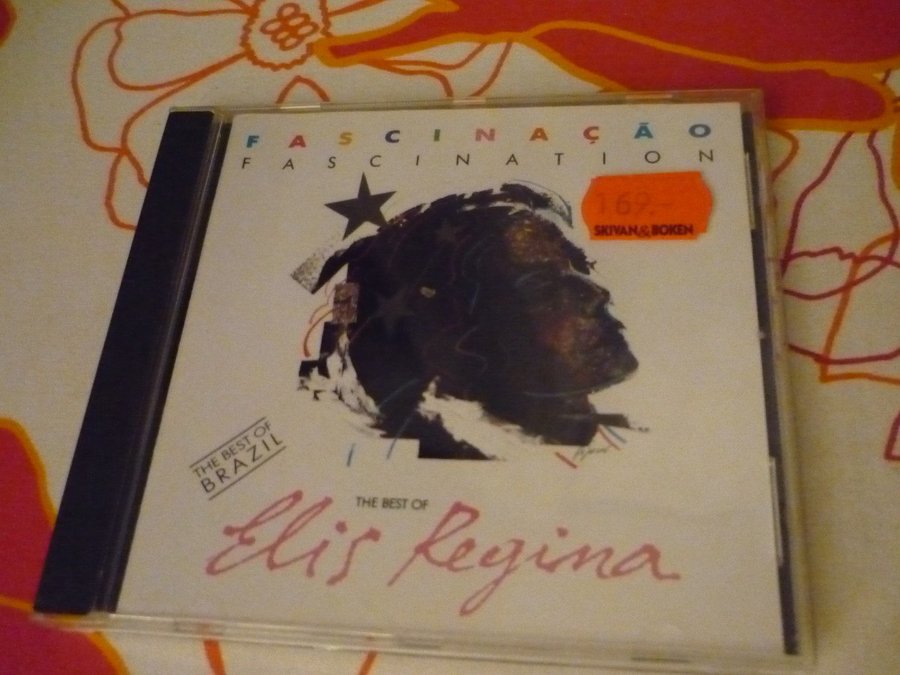 FASCINAÇÃO
FASCINATION
169.-
SKIVAN&BOKEN
THE BEST OF
BRAZIL
THE BEST OF
Elis Regina